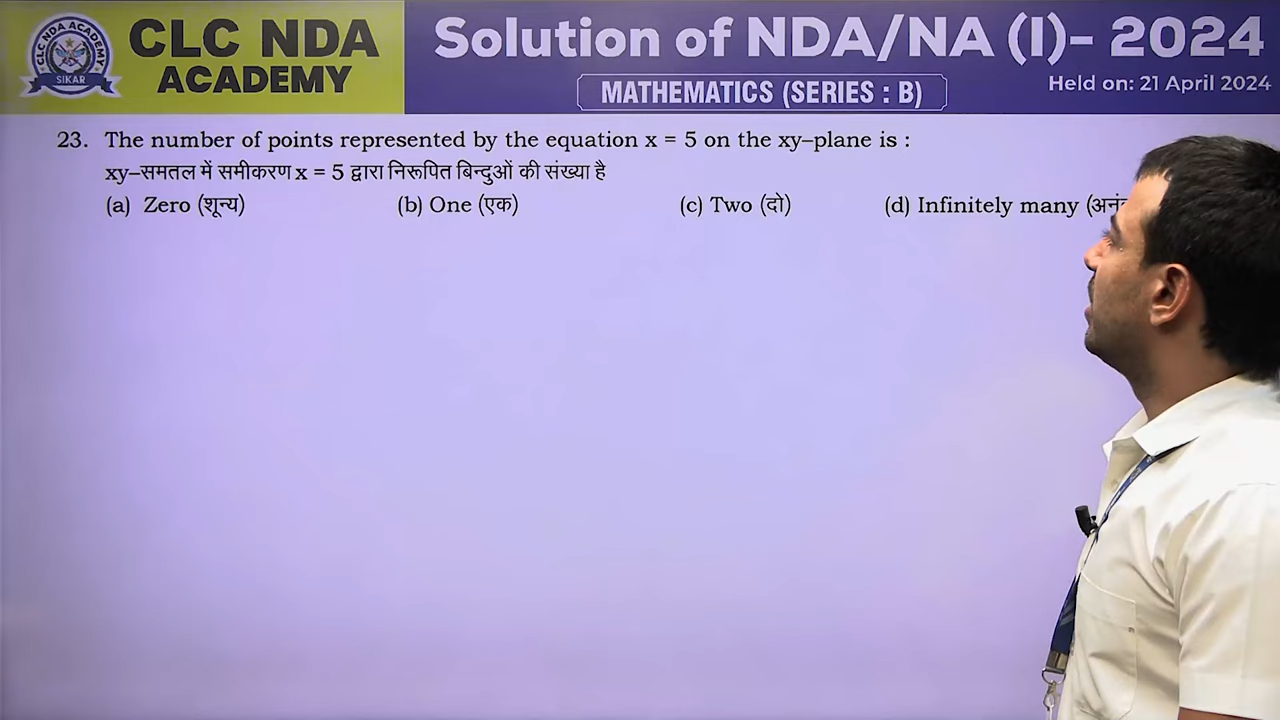 CLC NDA ACADEMY
SIKAR
CLC NDA
ACADEMY
Solution of NDA/NA (I)- 2024
MATHEMATICS (SERIES : B)
Held on: 21 April 2024
23. The number of points represented by the equation x = 5 on the xy–plane is :
xy–समतल में समीकरण x = 5 द्वारा निरूपित बिन्दुओं की संख्या है
(a) Zero (शून्य) (b) One (एक) (c) Two (दो) (d) Infinitely many